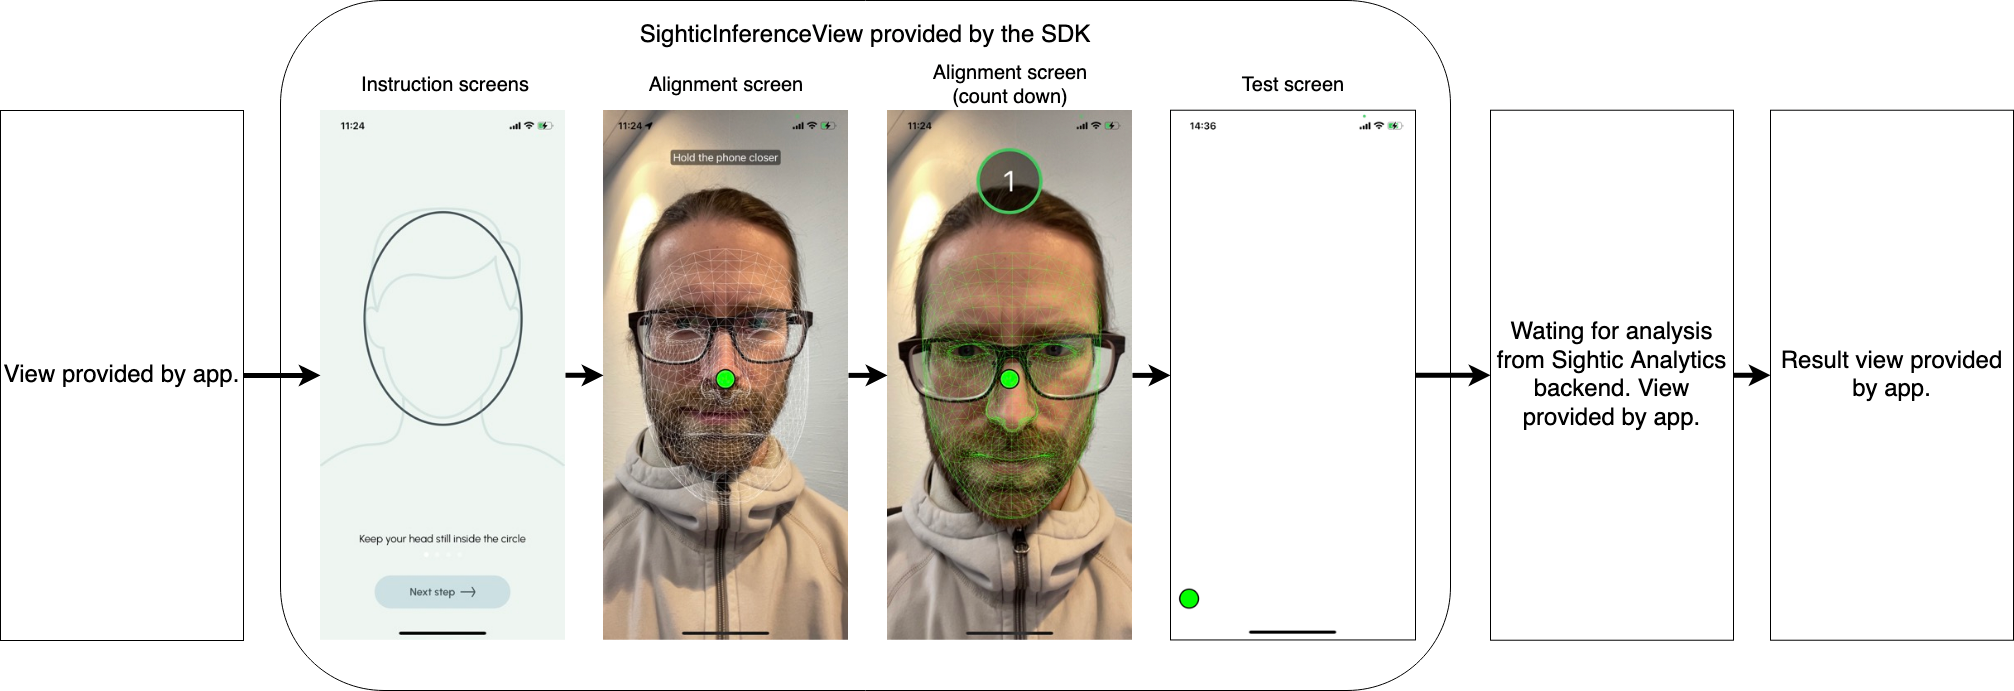 SighticInferenceView provided by the SDK
Instruction screens
Alignment screen
Alignment screen
(count down)
Test screen
View provided by app.
11:24
Keep your head still inside the circle
Next step
11:24
Hold the phone closer
11:24
1
14:36
Wating for analysis
from Sightic Analytics
backend. View
provided by app.
Result view provided
by app.